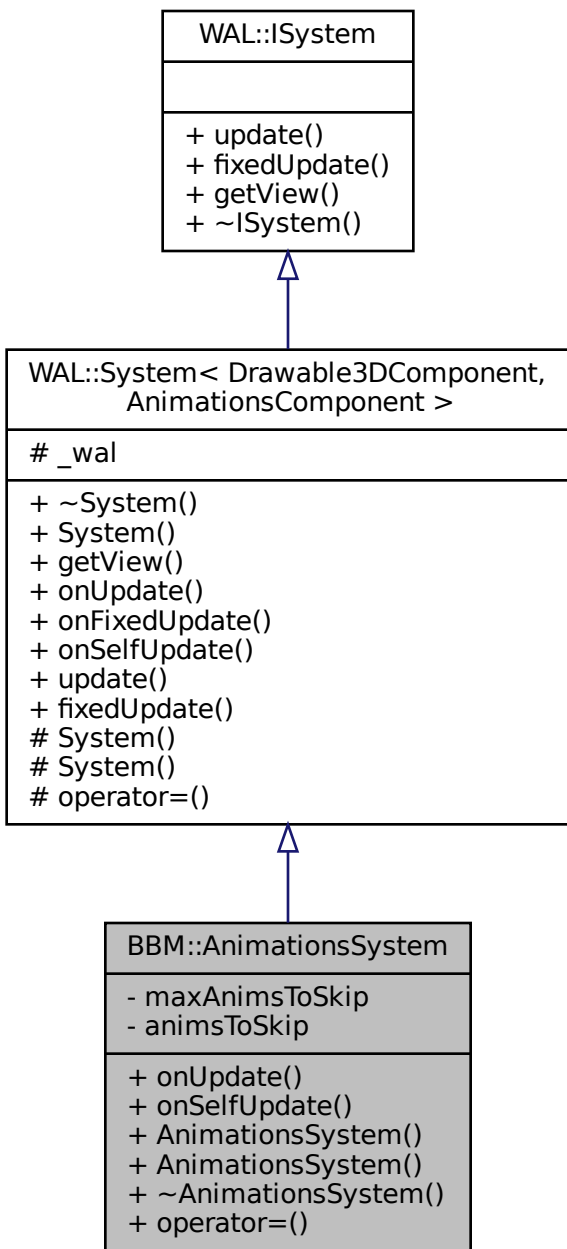 WAL::ISystem
+ update()
+ fixedUpdate()
+ getView()
+ ~ISystem()
WAL::System< Drawable3DComponent,
AnimationsComponent >
# _wal
+ ~System()
+ System()
+ getView()
+ onUpdate()
+ onFixedUpdate()
+ onSelfUpdate()
+ update()
+ fixedUpdate()
# System()
# System()
# operator=()
BBM::AnimationsSystem
- maxAnimsToSkip
- animsToSkip
+ onUpdate()
+ onSelfUpdate()
+ AnimationsSystem()
+ AnimationsSystem()
+ ~AnimationsSystem()
+ operator=()